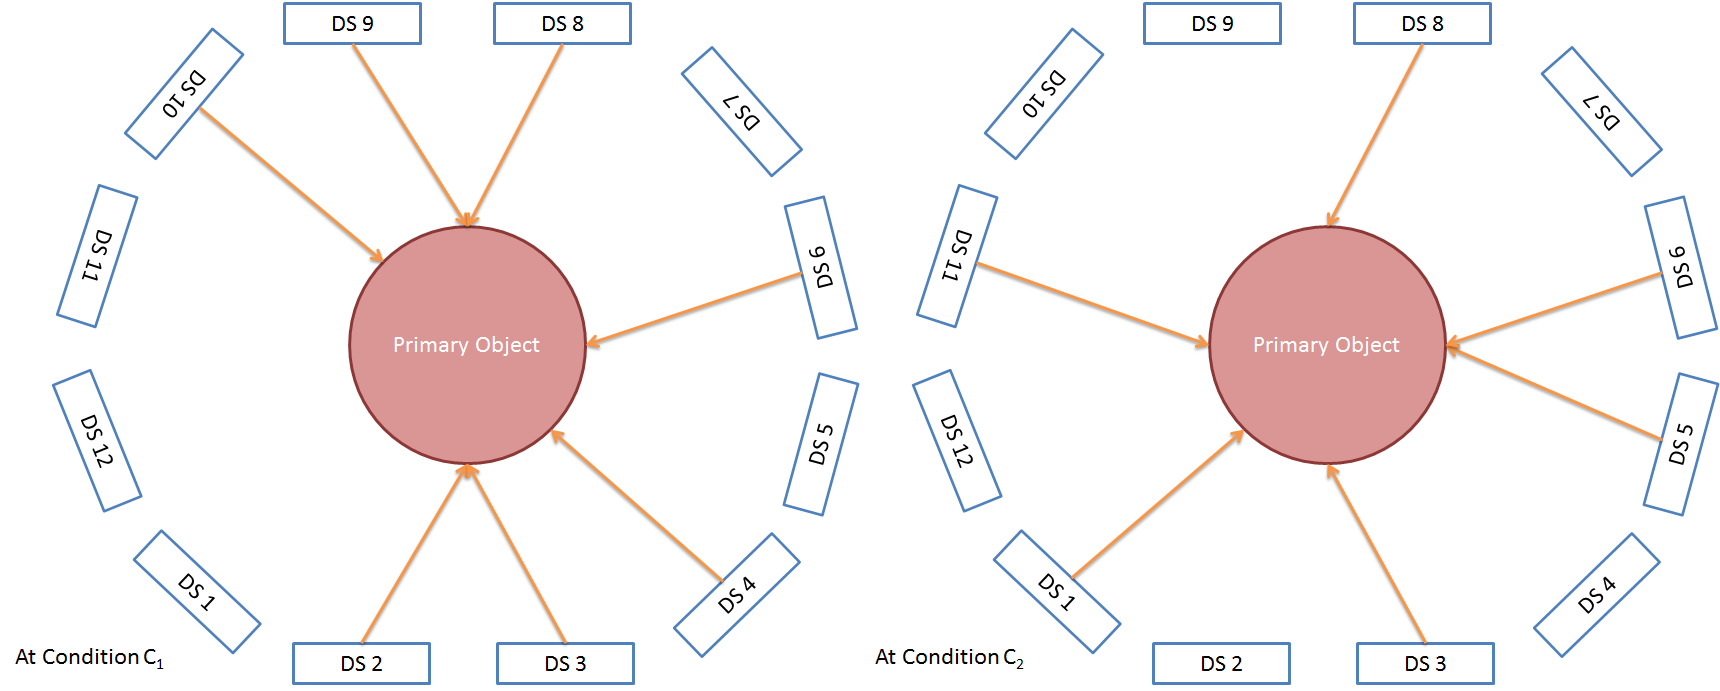 DS 9
DS 8
DS 10
DS 7
DS 11
DS 6
Primary Object
DS 12
DS 5
DS 1
DS 4
DS 2
DS 3
At Condition C1
DS 9
DS 8
DS 10
DS 7
DS 11
DS 6
Primary Object
DS 12
DS 5
DS 1
DS 4
DS 2
DS 3
At Condition C2